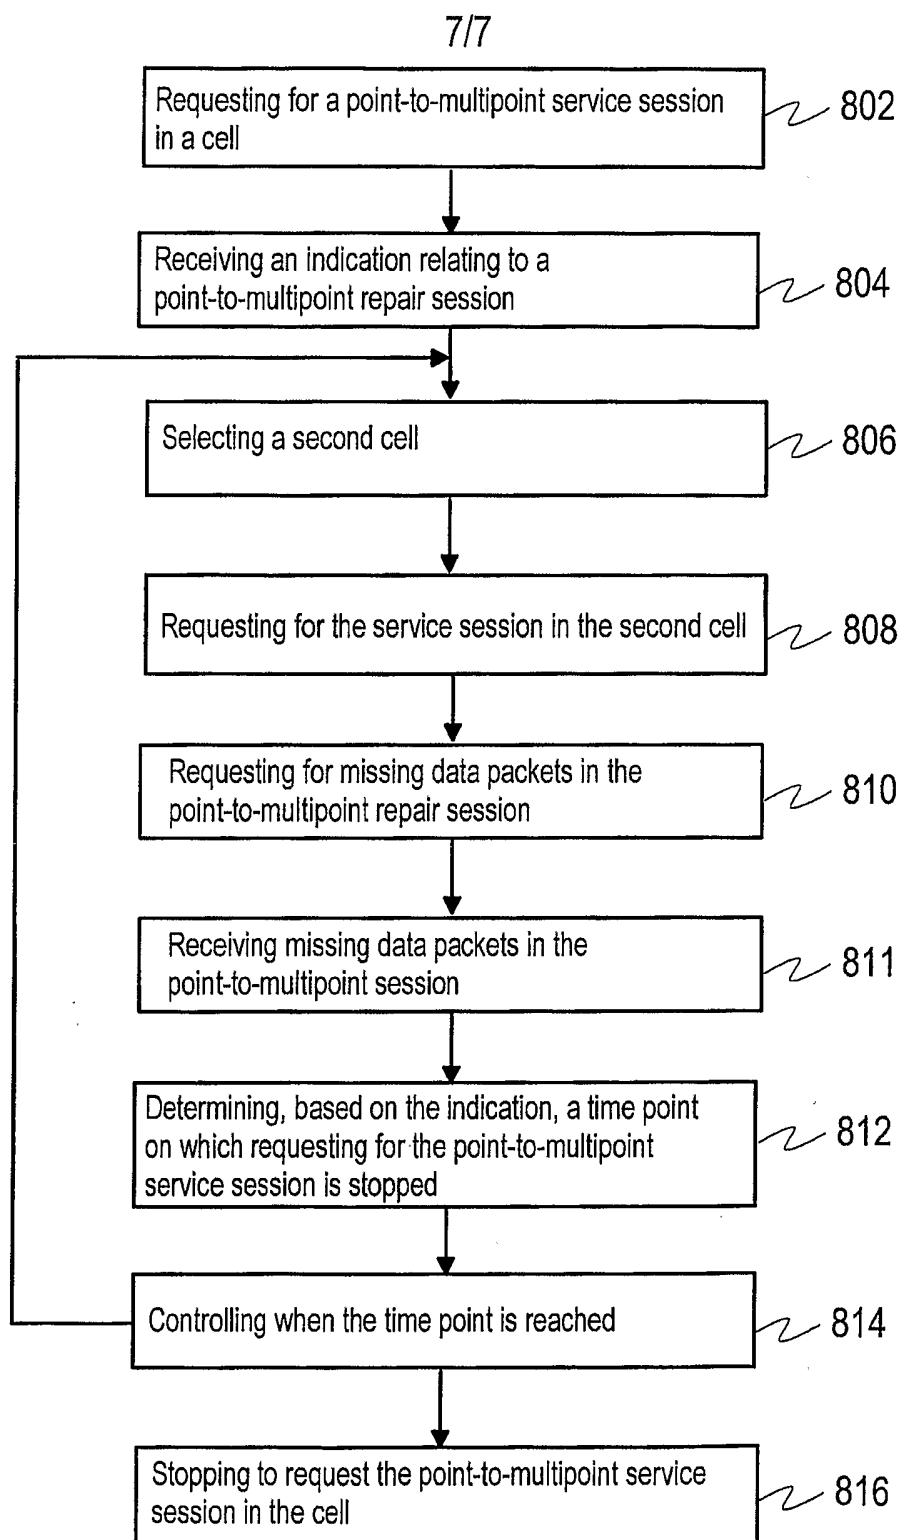 7/7
Requesting for a point-to-multipoint service session
in a cell
802
Receiving an indication relating to a
point-to-multipoint repair session
804
Selecting a second cell
806
Requesting for the service session in the second cell
808
Requesting for missing data packets in the
point-to-multipoint repair session
810
Receiving missing data packets in the
point-to-multipoint session
811
Determining, based on the indication, a time point
on which requesting for the point-to-multipoint
service session is stopped
812
Controlling when the time point is reached
814
Stopping to request the point-to-multipoint service
session in the cell
816